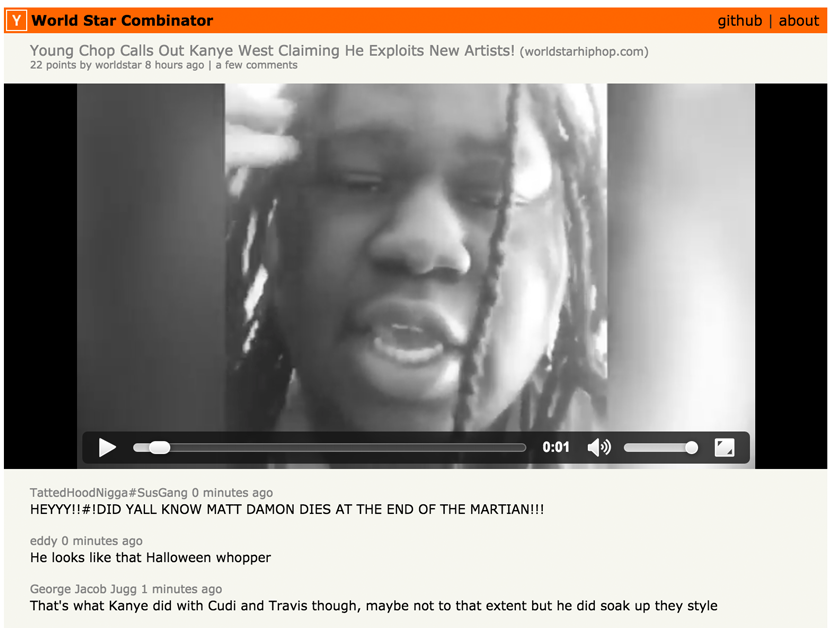 Y World Star Combinator github | about
Young Chop Calls Out Kanye West Claiming He Exploits New Artists! (worldstarhiphop.com)
22 points by worldstar 8 hours ago | a few comments
0:01
TattedHoodNigga#SusGang 0 minutes ago
HEYYY!!#!DID YALL KNOW MATT DAMON DIES AT THE END OF THE MARTIAN!!!
eddy 0 minutes ago
He looks like that Halloween whopper
George Jacob Jugg 1 minutes ago
That's what Kanye did with Cudi and Travis though, maybe not to that extent but he did soak up they style